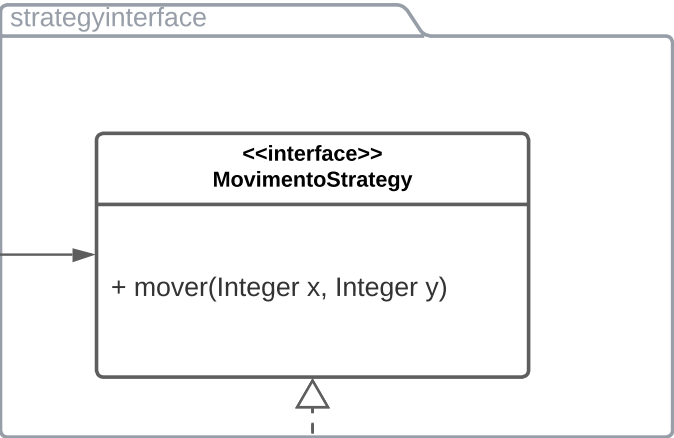 strategyinterface
<<interface>>
MovimentoStrategy
+ mover(Integer x, Integer y)